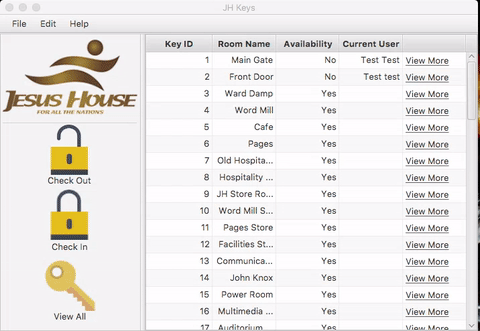 JH Keys
File Edit Help
JESUS HOUSE
FOR ALL THE NATIONS
Check Out
Check In
View All
Key ID Room Name Availability Current User
1 Main Gate No Test Test View More
2 Front Door No Test test View More
3 Ward Damp Yes View More
4 Word Mill Yes View More
5 Cafe Yes View More
6 Pages Yes View More
7 Old Hospita... Yes View More
8 Hospitality ... Yes View More
9 JH Store Ro... Yes View More
10 Word Mill S... Yes View More
11 Pages Store Yes View More
12 Facilities St... Yes View More
13 Communica... Yes View More
14 John Knox Yes View More
15 Power Room Yes View More
16 Multimedia ... Yes View More
17 Auditorium ... Yes View More